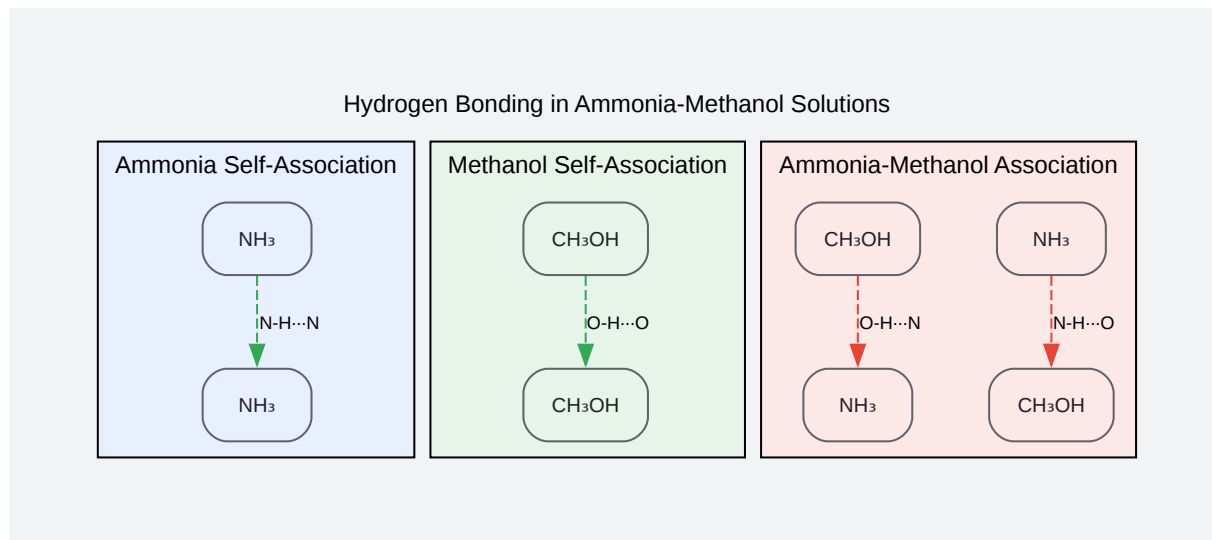 Hydrogen Bonding in Ammonia-Methanol Solutions
Ammonia Self-Association
NH₃
N-H···N
NH₃
Methanol Self-Association
CH₃OH
O-H···O
CH₃OH
Ammonia-Methanol Association
CH₃OH
O-H···N
NH₃
NH₃
N-H···O
CH₃OH